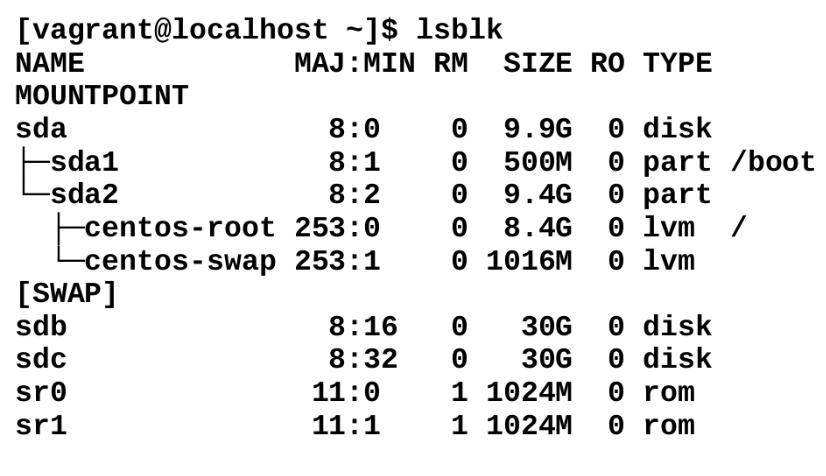 [vagrant@localhost ~]$ lsblk
NAME            MAJ:MIN RM  SIZE RO TYPE
MOUNTPOINT
sda               8:0    0  9.9G  0 disk
├─sda1            8:1    0  500M  0 part /boot
└─sda2            8:2    0  9.4G  0 part
  ├─centos-root 253:0    0  8.4G  0 lvm  /
  └─centos-swap 253:1    0 1016M  0 lvm
[SWAP]
sdb               8:16   0   30G  0 disk
sdc               8:32   0   30G  0 disk
sr0              11:0    1 1024M  0 rom
sr1              11:1    1 1024M  0 rom